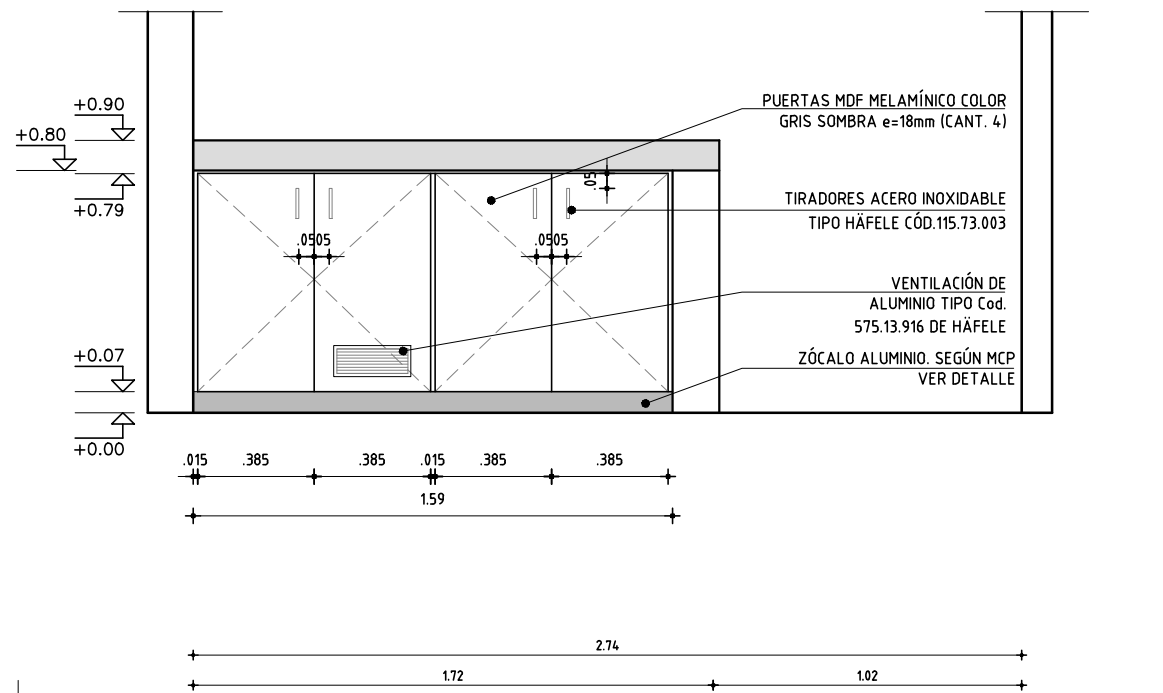 +0.90
+0.80
+0.79
PUERTAS MDF MELAMÍNICO COLOR
GRIS SOMBRA e=18mm (CANT. 4)
.05
TIRADORES ACERO INOXIDABLE
TIPO HÄFELE CÓD.115.73.003
.0505
.0505
VENTILACIÓN DE
ALUMINIO TIPO Cod.
575.13.916 DE HÄFELE
+0.07
ZÓCALO ALUMINIO. SEGÚN MCP
VER DETALLE
+0.00
.015 .385 .385 .015 .385 .385
1.59
2.74
1.72 1.02